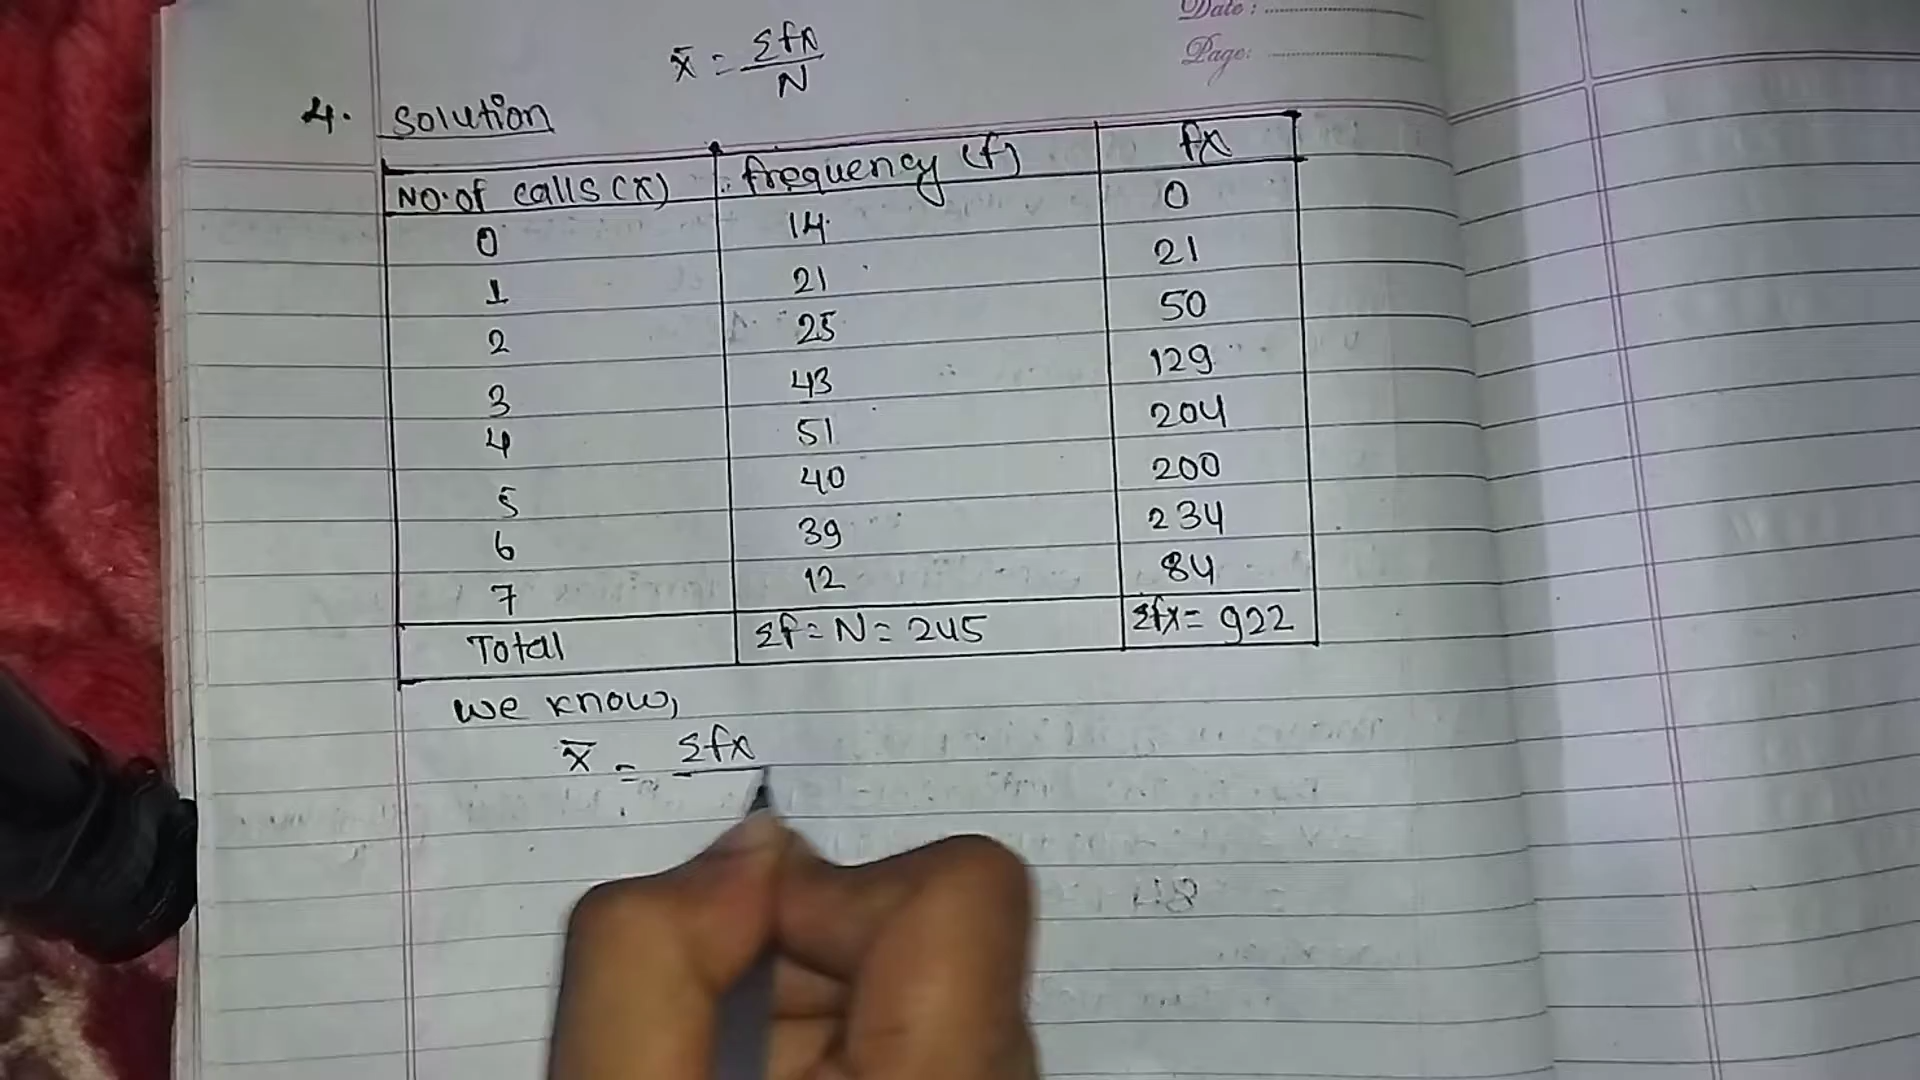 Date:
Page:
x̄ = Σfx
N
4. Solution
No. of calls (x) frequency (f) fx
0 14 0
1 21 21
2 25 50
3 43 129
4 51 204
5 40 200
6 39 234
7 12 84
Total Σf = N = 245 Σfx = 922
we know,
x̄ = Σfx